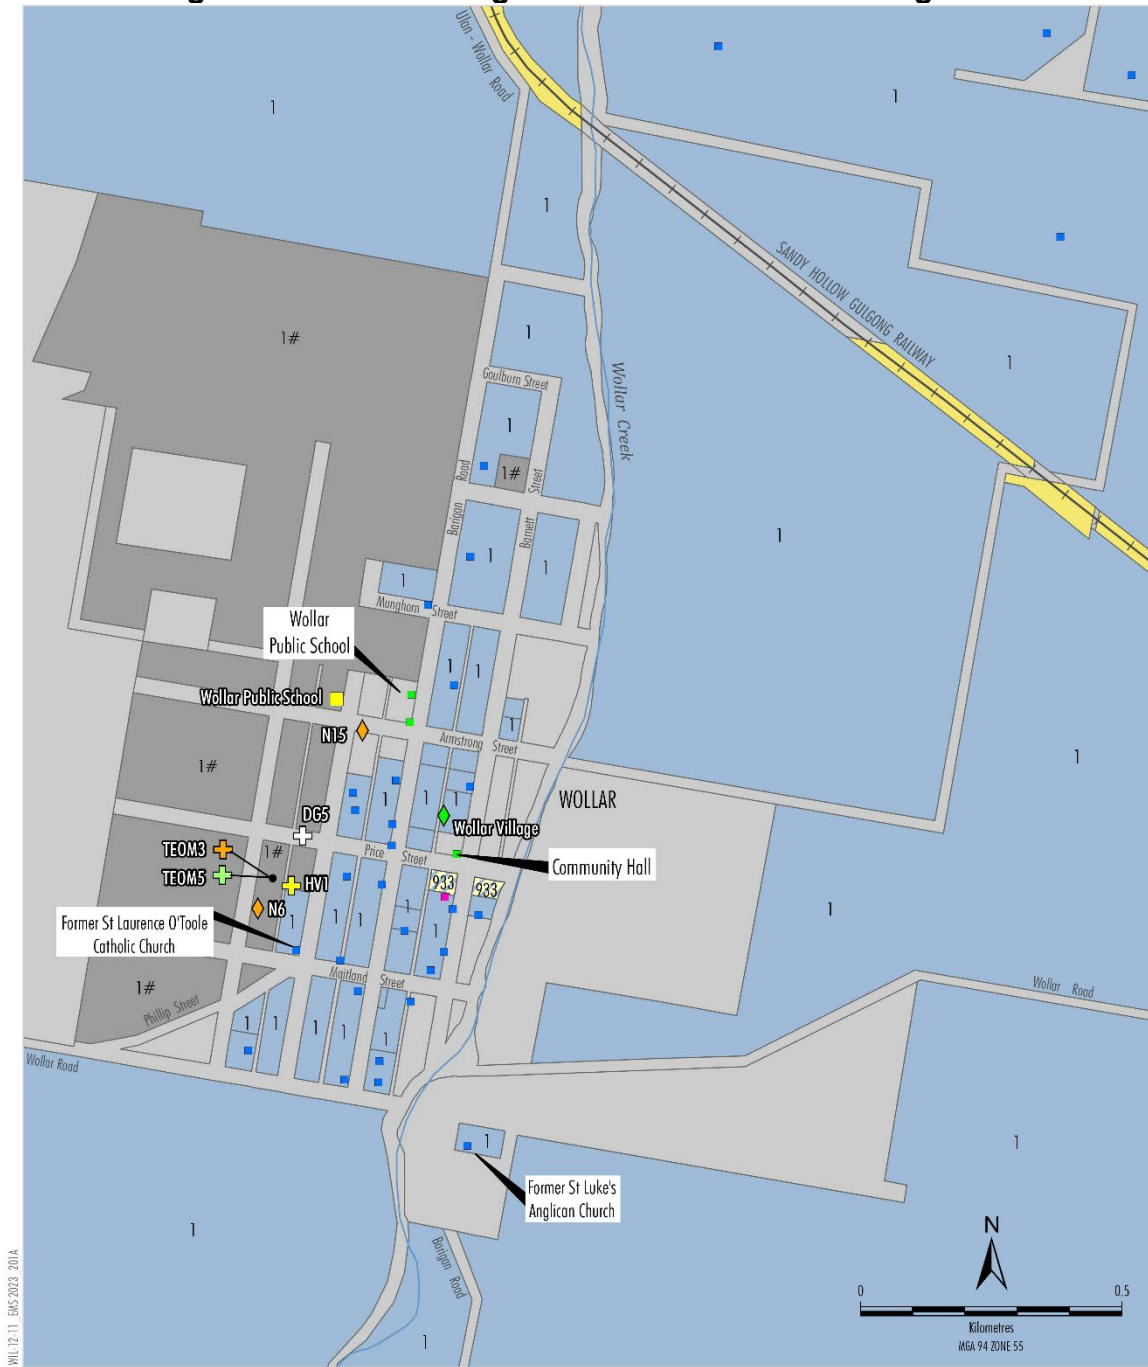 Ulan - Wollar Road
1
1
1
SANDY HOLLOW GULGONG RAILWAY
1#
1
1
Goulburn Street
Wollar Creek
1
1#
Barigan Road
Barnett Street
1
1
1
1
Munghorn Street
Wollar
Public School
1
1
Wollar Public School
1
N15
Armstrong Street
1
1#
WOLLAR
DG5
1
1
1
Wollar Village
TEOM3
1#
Price Street
Community Hall
TEOM5
HV1
933
933
N6
Former St Laurence O'Toole
Catholic Church
1
1
1
1
1
1
Maitland Street
1#
Phillip Street
Wollar Road
1
1
1
1
1
Wollar Road
1
1
Former St Luke's
Anglican Church
1
Barigan Road
1
N
0
0.5
Kilometres
MGA 94 ZONE 55
WIL-12-11_EMS 2023_201A